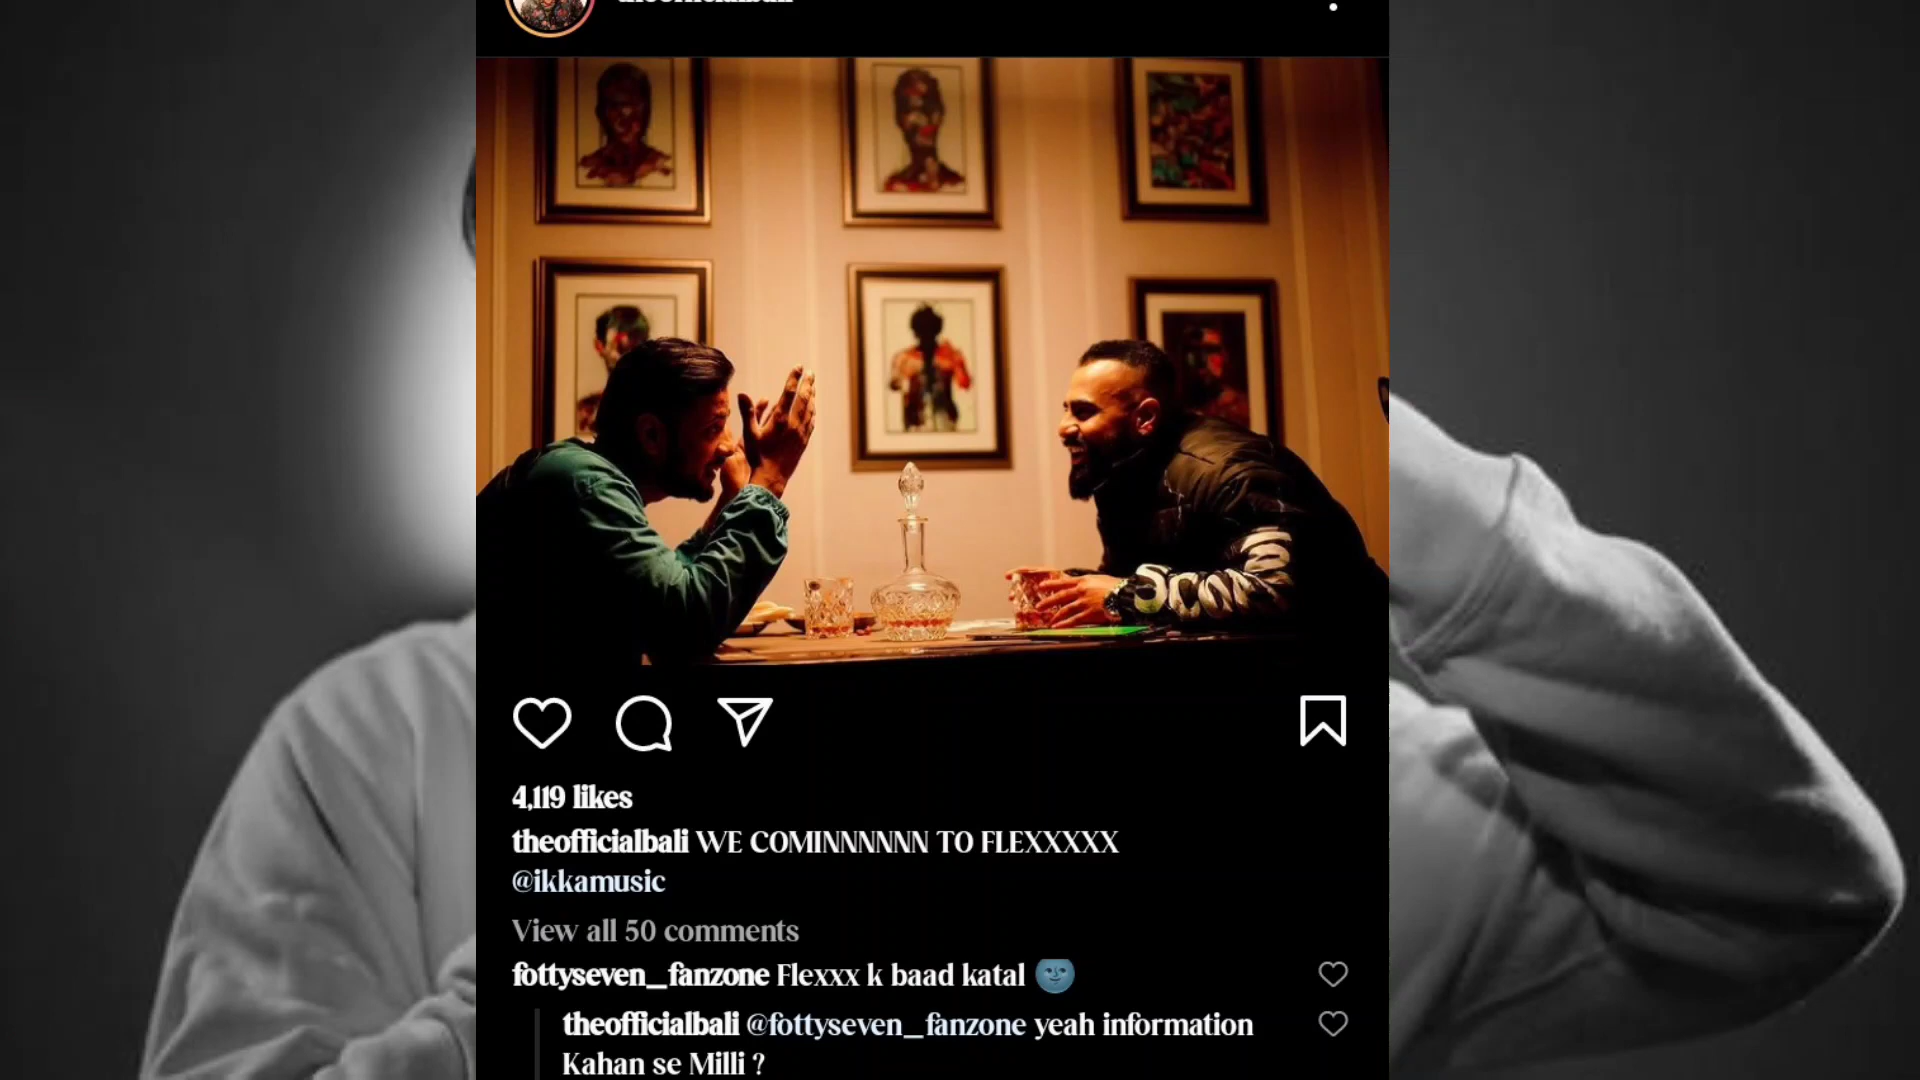 4,119 likes
theofficialbali WE COMINNNNNN TO FLEXXXXX
@ikkamusic
View all 50 comments
fottyseven_fanzone Flexxx k baad katal 🌚
theofficialbali @fottyseven_fanzone yeah information
Kahan se Milli ?